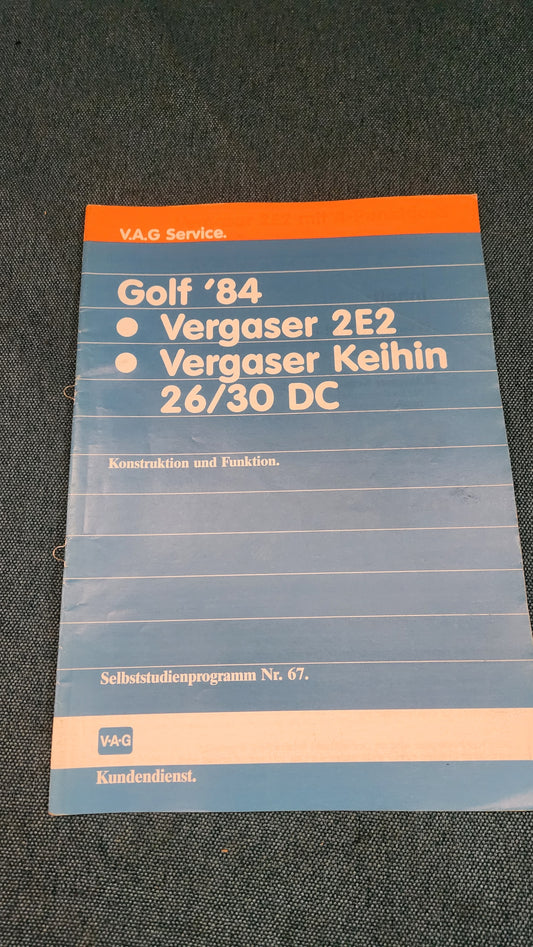 V.A.G Service.
Golf '84
• Vergaser 2E2
• Vergaser Keihin
26/30 DC
Konstruktion und Funktion.
Selbststudienprogramm Nr. 67.
V·A·G
Kundendienst.